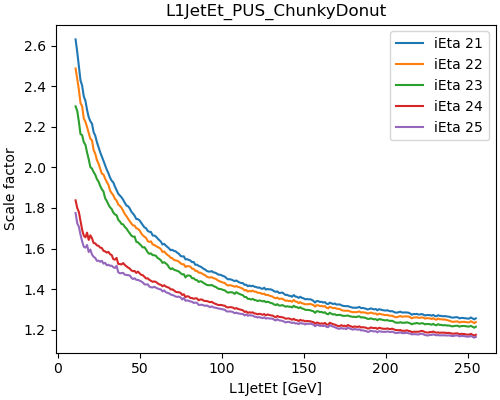 L1JetEt_PUS_ChunkyDonut
iEta 21
iEta 22
iEta 23
iEta 24
iEta 25
Scale factor
2.6
2.4
2.2
2.0
1.8
1.6
1.4
1.2
0
50
100
150
200
250
L1JetEt [GeV]